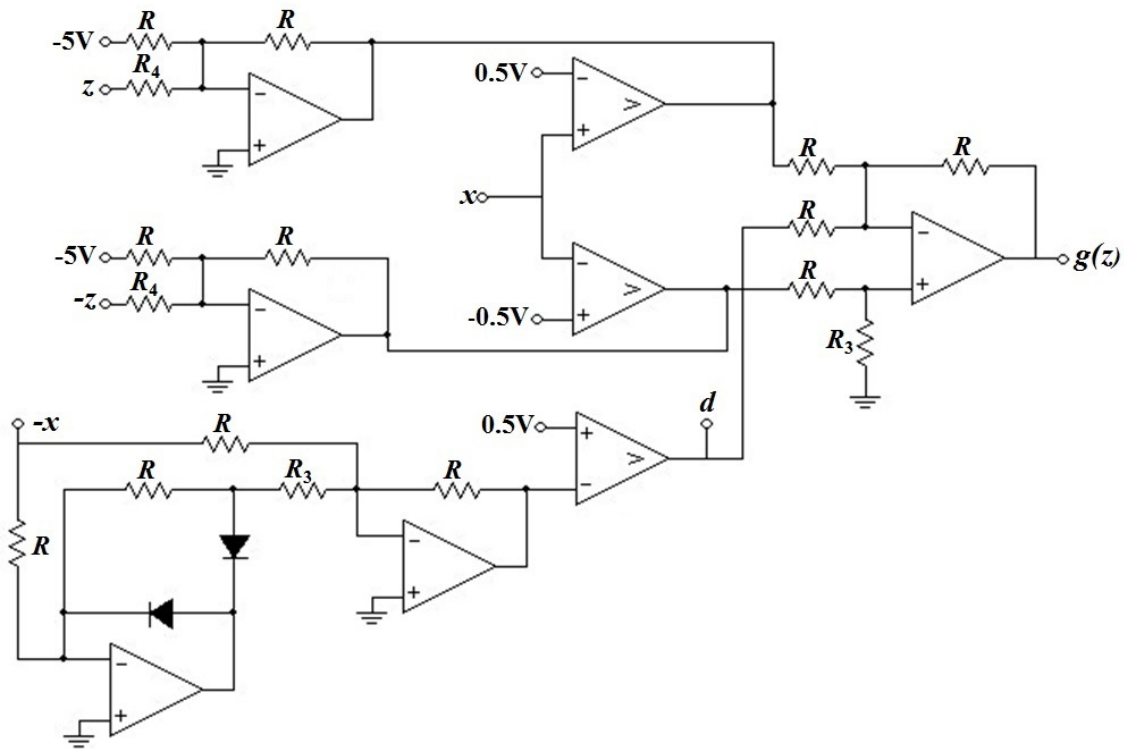 R
R
-5V
R4
z
-
+
0.5V
-
>
+
x
R
R
R
-
+
g(z)
R
R3
R
R
-5V
R4
-z
-
+
-
>
-0.5V
+
-x
R
R
R3
R
R
-
+
0.5V
+
>
-
d
-
+